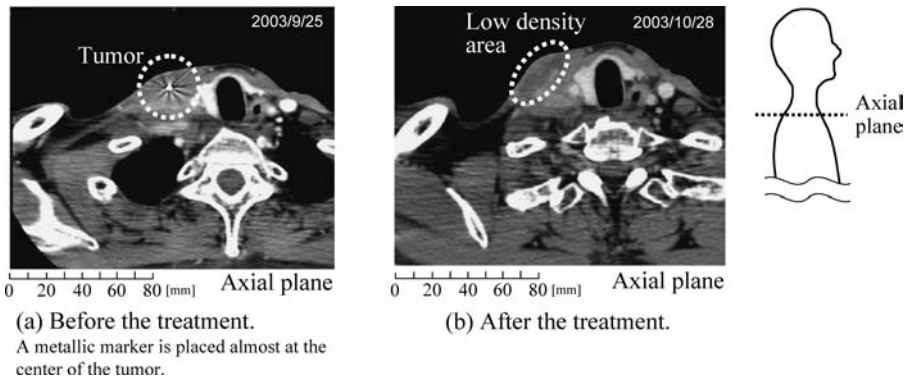 2003/9/25
Tumor
0 20 40 60 80 [mm]
Axial plane
(a) Before the treatment.
A metallic marker is placed almost at the
center of the tumor.
2003/10/28
Low density
area
0 20 40 60 80 [mm]
Axial plane
(b) After the treatment.
Axial
plane